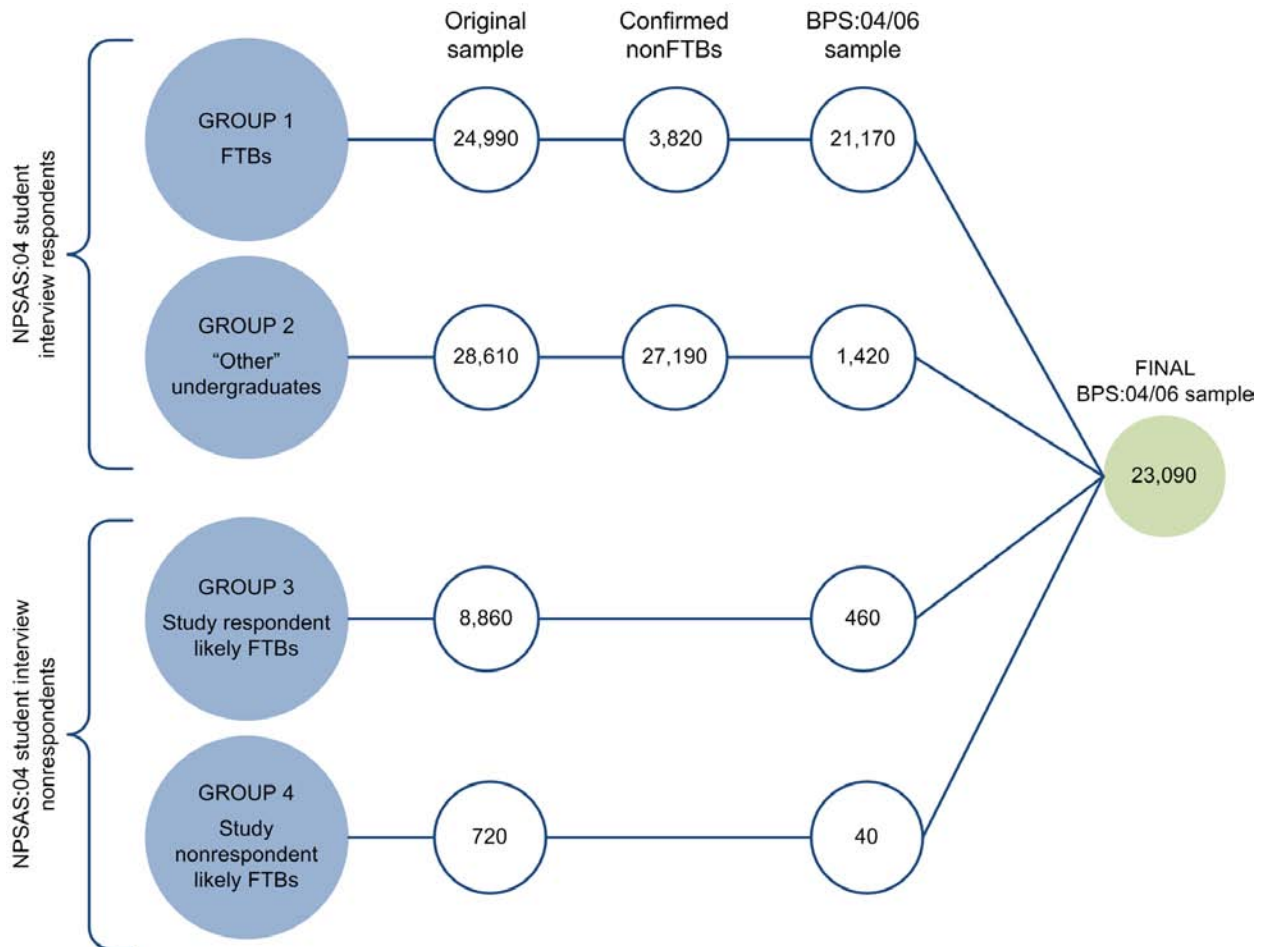 Original
sample
Confirmed
nonFTBs
BPS:04/06
sample
NPSAS:04 student
interview respondents
GROUP 1
FTBs
24,990
3,820
21,170
GROUP 2
“Other”
undergraduates
28,610
27,190
1,420
FINAL
BPS:04/06 sample
23,090
NPSAS:04 student interview
nonrespondents
GROUP 3
Study respondent
likely FTBs
8,860
460
GROUP 4
Study
nonrespondent
likely FTBs
720
40